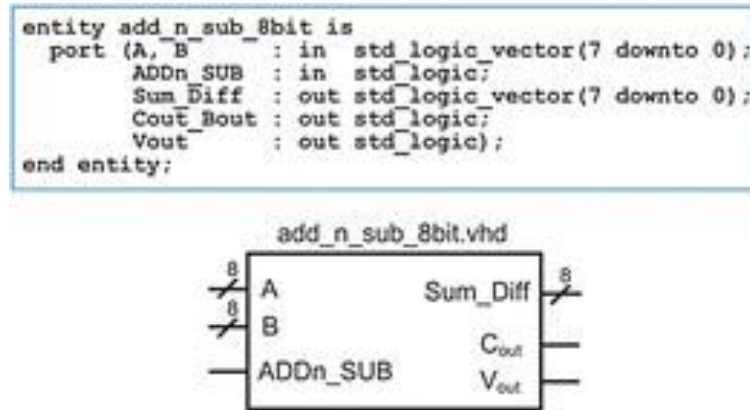 entity add_n_sub_8bit is
port (A, B : in std_logic_vector(7 downto 0);
ADDn_SUB : in std_logic;
Sum_Diff : out std_logic_vector(7 downto 0);
Cout_Bout : out std_logic;
Vout : out std_logic);
end entity;
add_n_sub_8bit.vhd
8 A Sum_Diff 8
8 B
Cout
ADDn_SUB
Vout